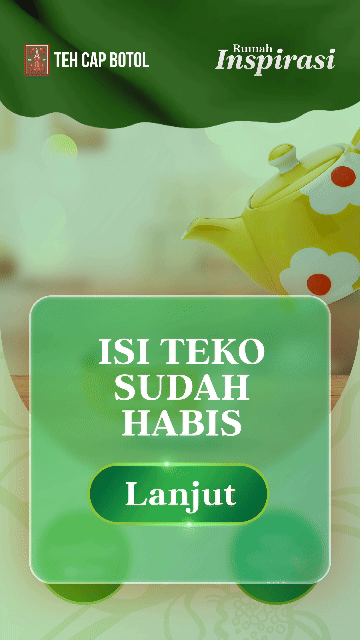 TEH CAP BOTOL
Rumah
Inspirasi
ISI TEKO
SUDAH
HABIS
Lanjut